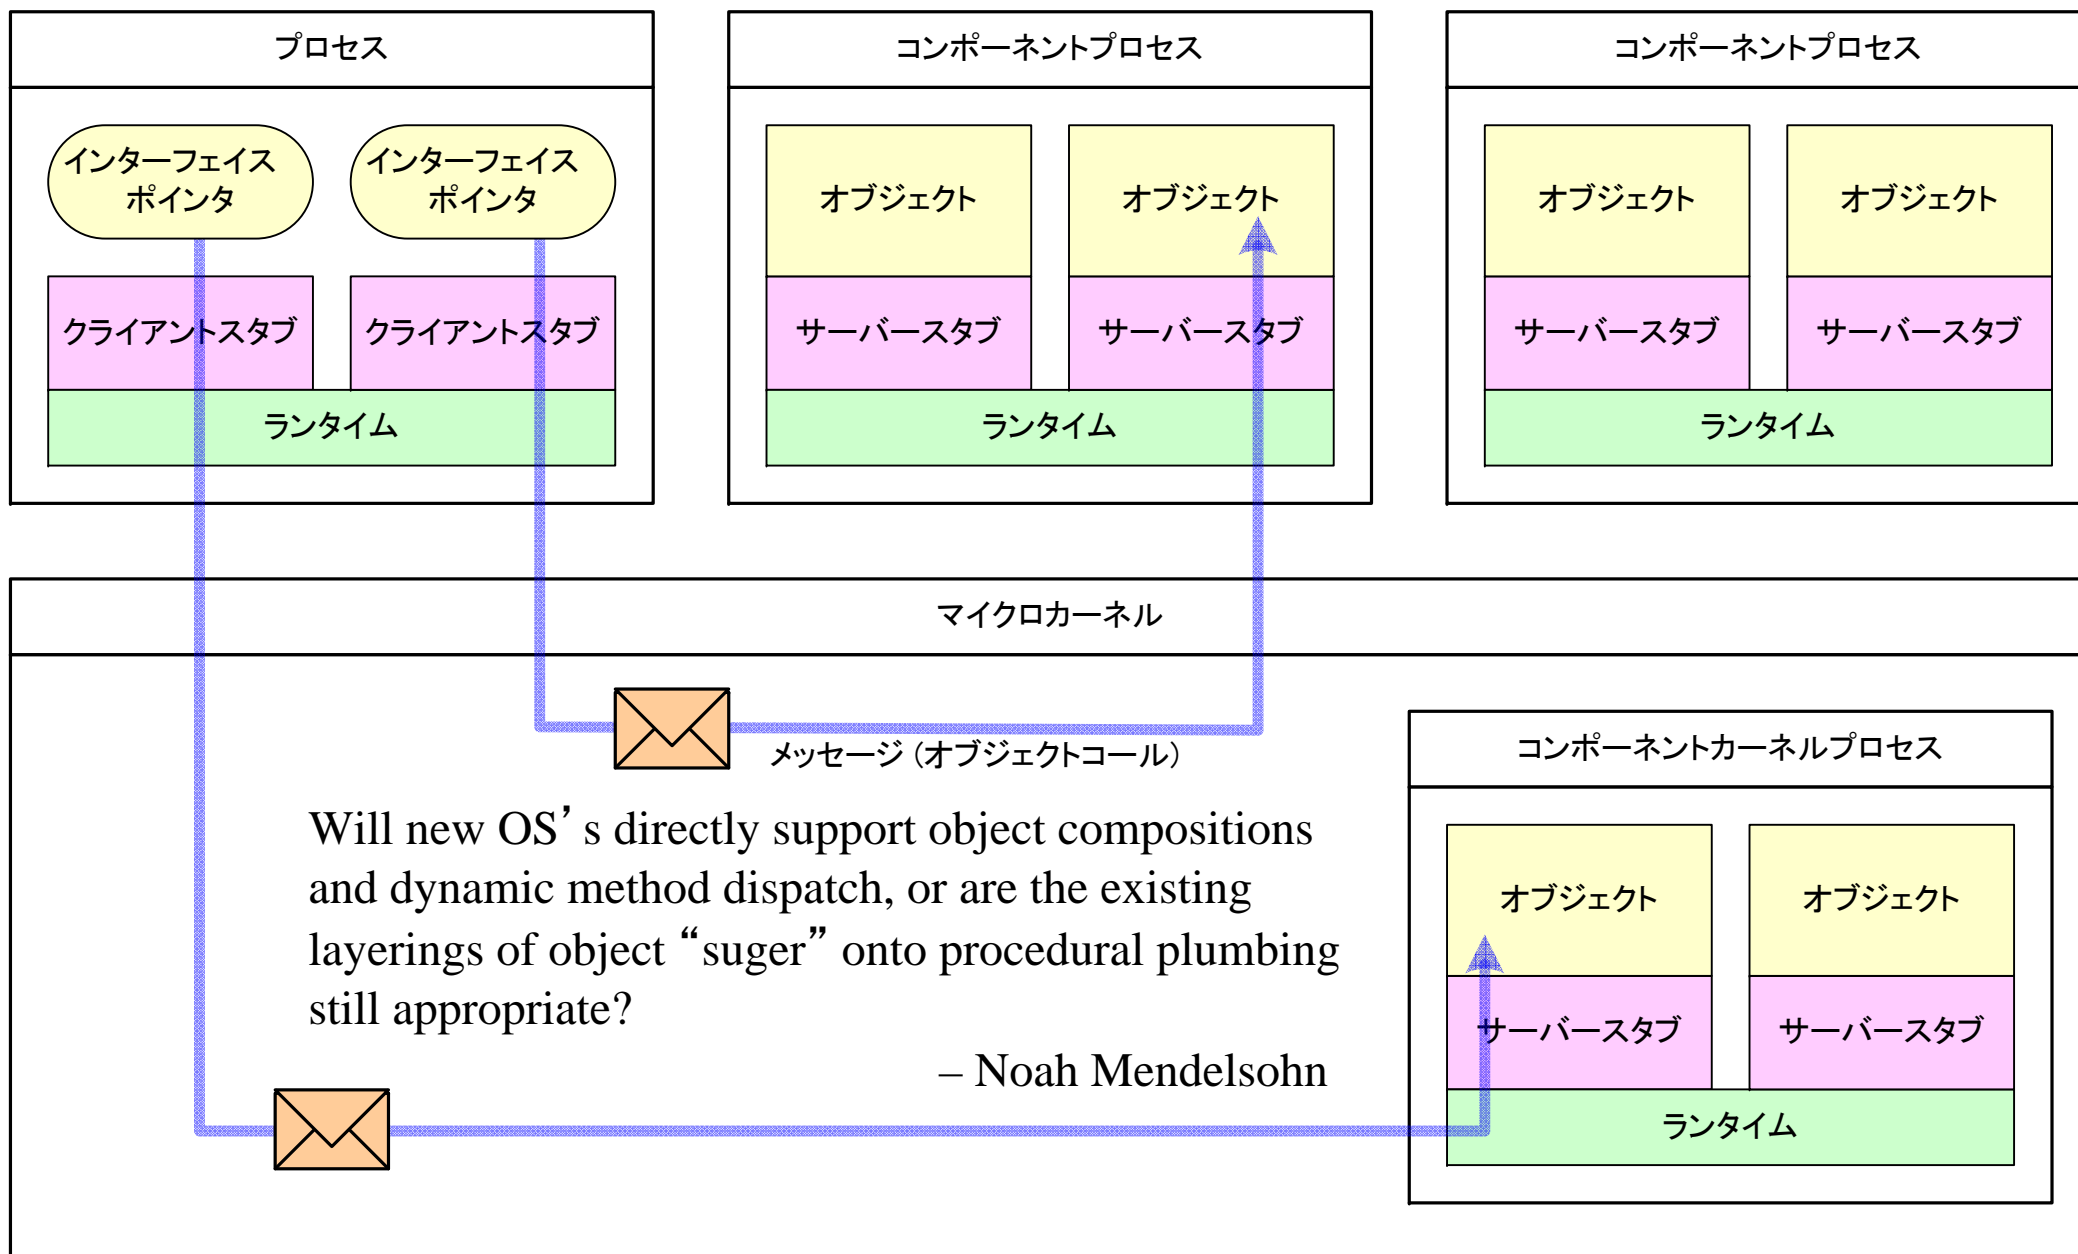 プロセス
インターフェイス
ポインタ
インターフェイス
ポインタ
クライアントスタブ
クライアントスタブ
ランタイム
コンポーネントプロセス
オブジェクト
オブジェクト
サーバースタブ
サーバースタブ
ランタイム
コンポーネントプロセス
オブジェクト
オブジェクト
サーバースタブ
サーバースタブ
ランタイム
マイクロカーネル
メッセージ (オブジェクトコール)
Will new OS’s directly support object compositions
and dynamic method dispatch, or are the existing
layerings of object “suger” onto procedural plumbing
still appropriate?
– Noah Mendelsohn
コンポーネントカーネルプロセス
オブジェクト
オブジェクト
サーバースタブ
サーバースタブ
ランタイム